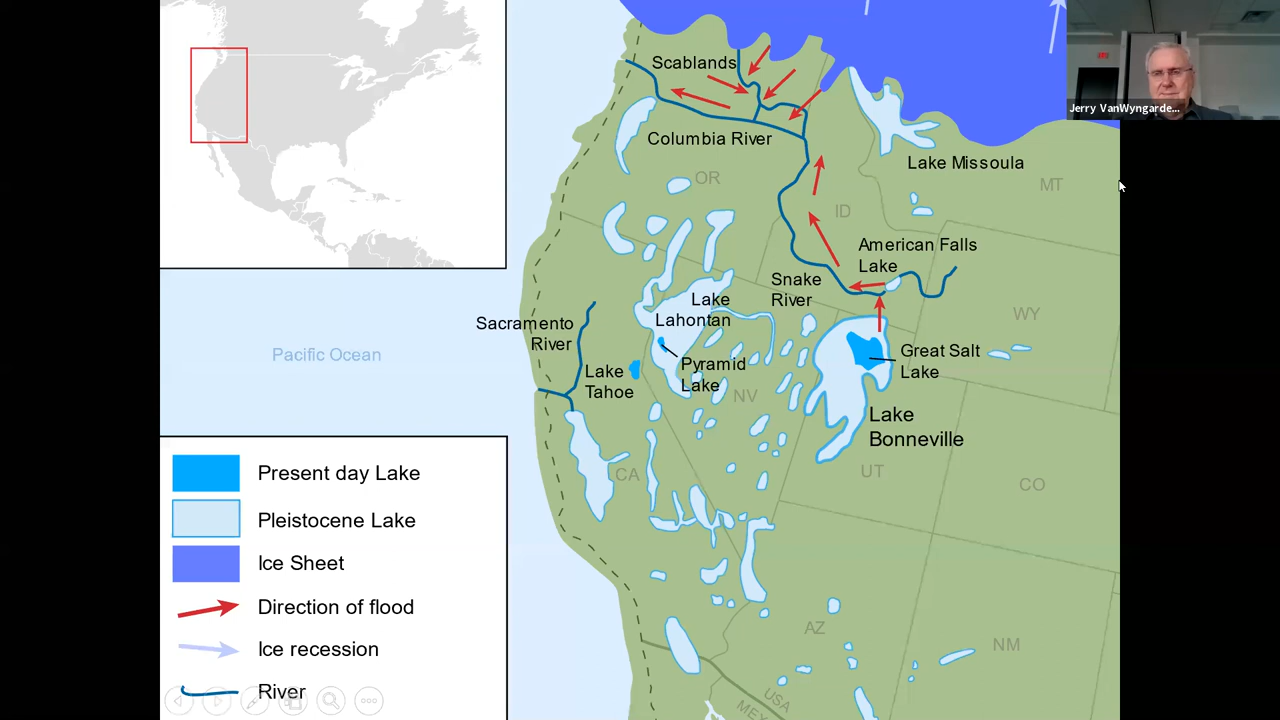 Jerry VanWyngarde...
Scablands
Columbia River
Lake Missoula
OR
MT
ID
American Falls
Lake
Snake
River
WY
Lake
Lahontan
Sacramento
River
Pacific Ocean
Great Salt
Lake
Pyramid
Lake
Lake
Tahoe
NV
Lake
Bonneville
CA
UT
CO
AZ
NM
USA
MEX
Present day Lake
Pleistocene Lake
Ice Sheet
Direction of flood
Ice recession
River